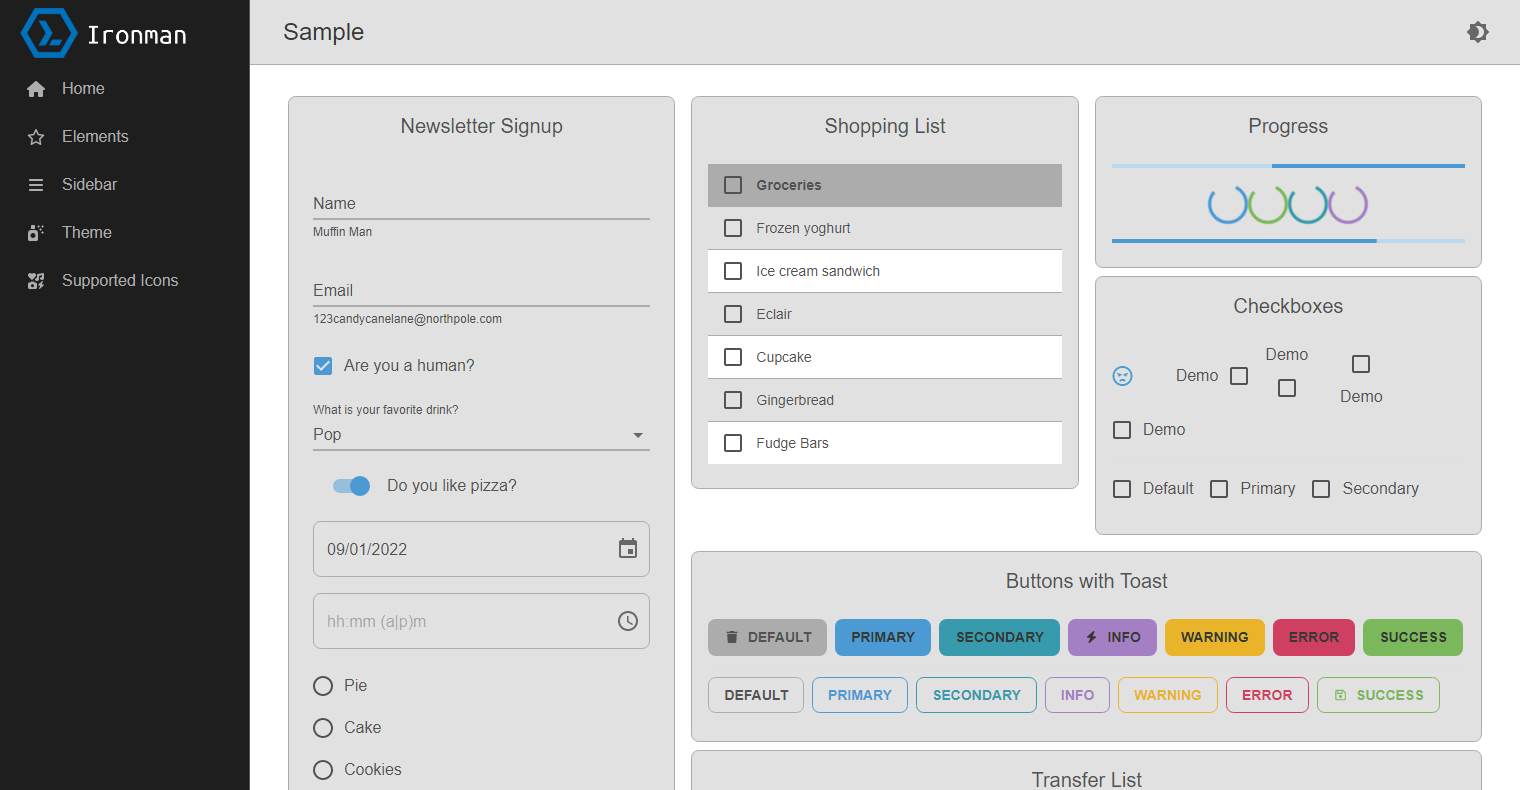 Ironman
Home
Elements
Sidebar
Theme
Supported Icons
Sample
Newsletter Signup
Name
Muffin Man
Email
123candycanelane@northpole.com
Are you a human?
What is your favorite drink?
Pop
Do you like pizza?
09/01/2022
hh:mm (a|p)m
Pie
Cake
Cookies
Shopping List
Groceries
Frozen yoghurt
Ice cream sandwich
Eclair
Cupcake
Gingerbread
Fudge Bars
Progress
Checkboxes
Demo
Demo
Demo
Demo
Default Primary Secondary
Buttons with Toast
DEFAULT PRIMARY SECONDARY INFO WARNING ERROR SUCCESS
DEFAULT PRIMARY SECONDARY INFO WARNING ERROR SUCCESS
Transfer List